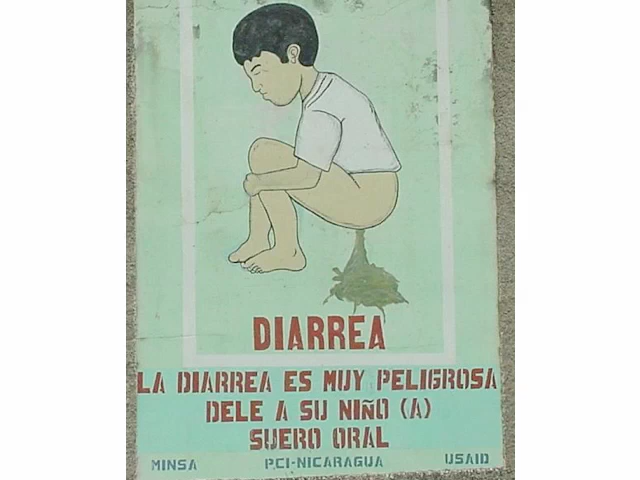 DIARREA
LA DIARREA ES MUY PELIGROSA
DELE A SU NIÑO (A)
SUERO ORAL
MINSA PCI-NICARAGUA USAID